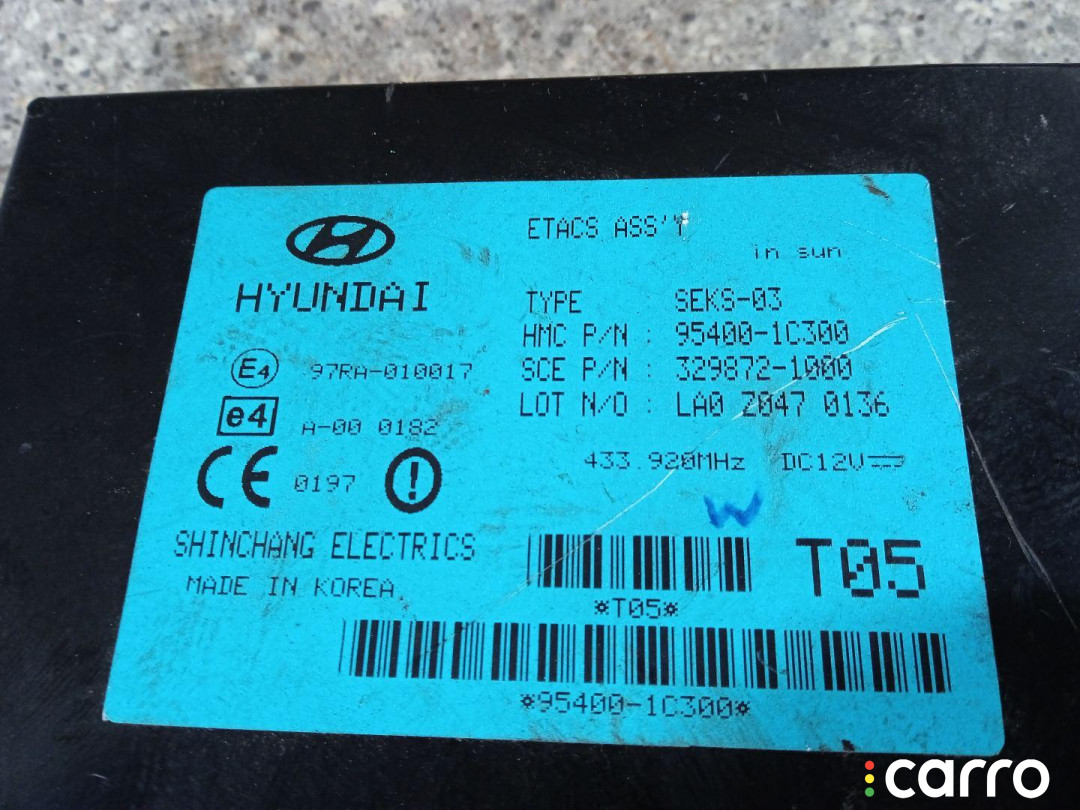 ETACS ASS'Y
in sun
HYUNDAI
TYPE SEKS-03
HMC P/N : 95400-1C300
SCE P/N : 329872-1000
LOT N/O : LA0 2047 0136
E4 97RA-010017
e4 A-00 0182
CE 0197
433.920MHz DC12V
W
SHINCHANG ELECTRICS
MADE IN KOREA.
T05
*T05*
*95400-1C300*
carro